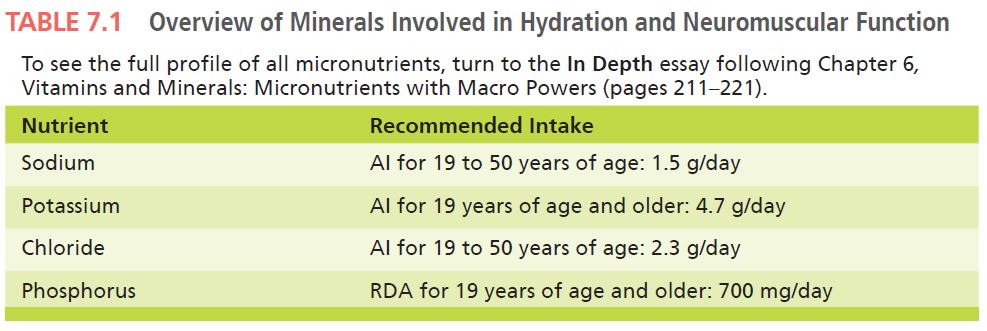 TABLE 7.1 Overview of Minerals Involved in Hydration and Neuromuscular Function
To see the full profile of all micronutrients, turn to the In Depth essay following Chapter 6,
Vitamins and Minerals: Micronutrients with Macro Powers (pages 211–221).
Nutrient Recommended Intake
Sodium AI for 19 to 50 years of age: 1.5 g/day
Potassium AI for 19 years of age and older: 4.7 g/day
Chloride AI for 19 to 50 years of age: 2.3 g/day
Phosphorus RDA for 19 years of age and older: 700 mg/day